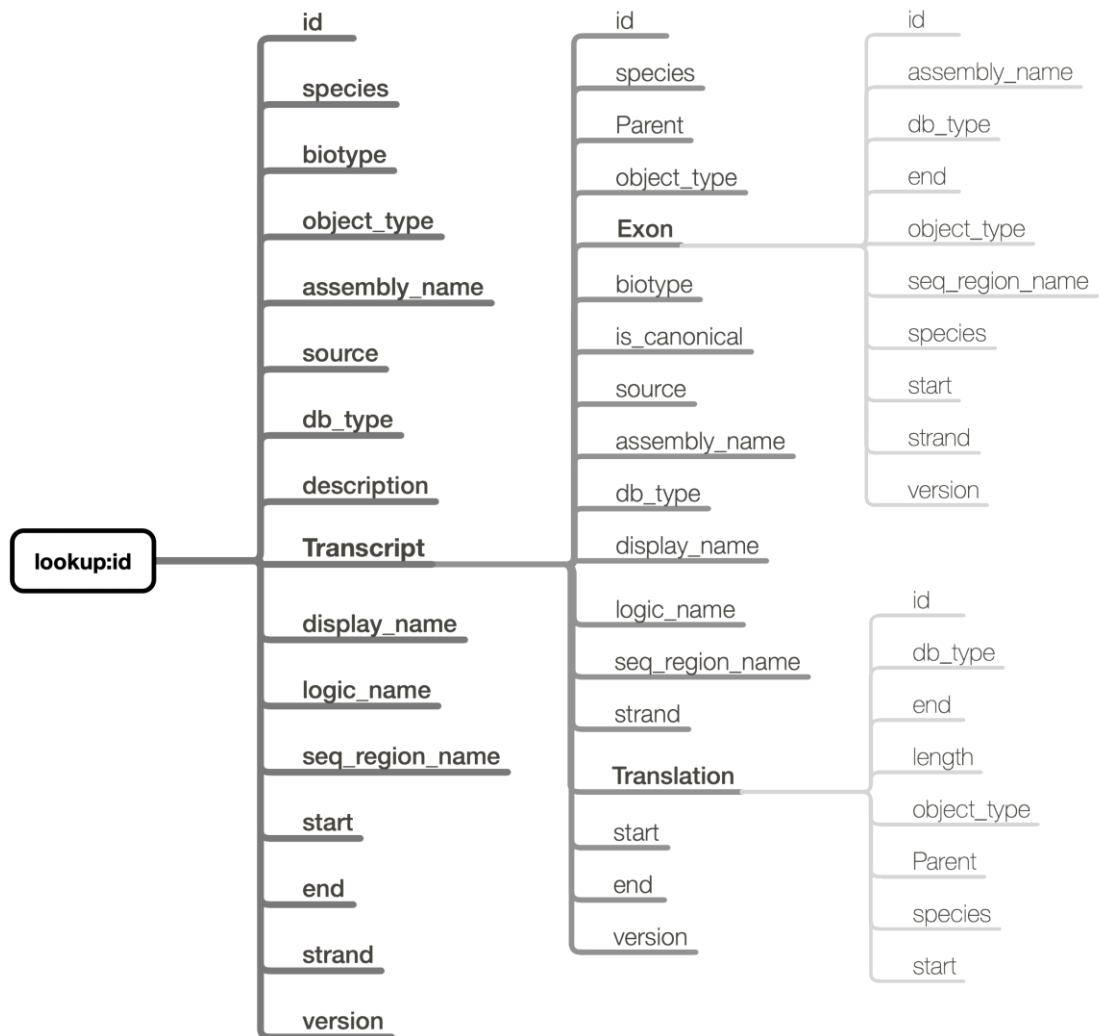 lookup:id
id
species
biotype
object_type
assembly_name
source
db_type
description
Transcript
display_name
logic_name
seq_region_name
start
end
strand
version
id
species
Parent
object_type
Exon
biotype
is_canonical
source
assembly_name
db_type
display_name
logic_name
seq_region_name
strand
Translation
start
end
version
id
assembly_name
db_type
end
object_type
seq_region_name
species
start
strand
version
id
db_type
end
length
object_type
Parent
species
start